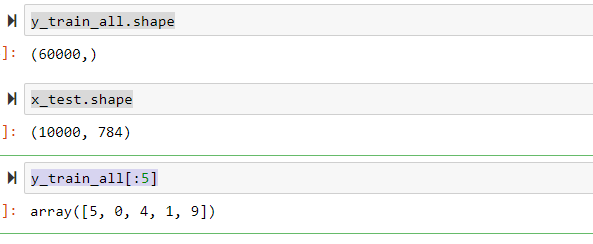 y_train_all.shape
]: (60000,)
x_test.shape
]: (10000, 784)
y_train_all[:5]
]: array([5, 0, 4, 1, 9])